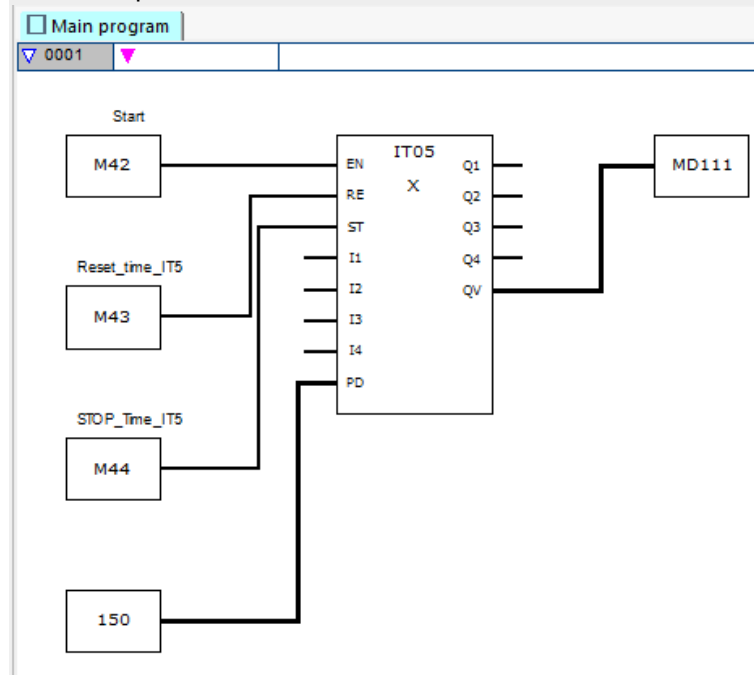 Main program
0001
Start
M42
Reset_time_IT5
M43
STOP_Time_IT5
M44
150
IT05
X
EN
RE
ST
I1
I2
I3
I4
PD
Q1
Q2
Q3
Q4
QV
MD111